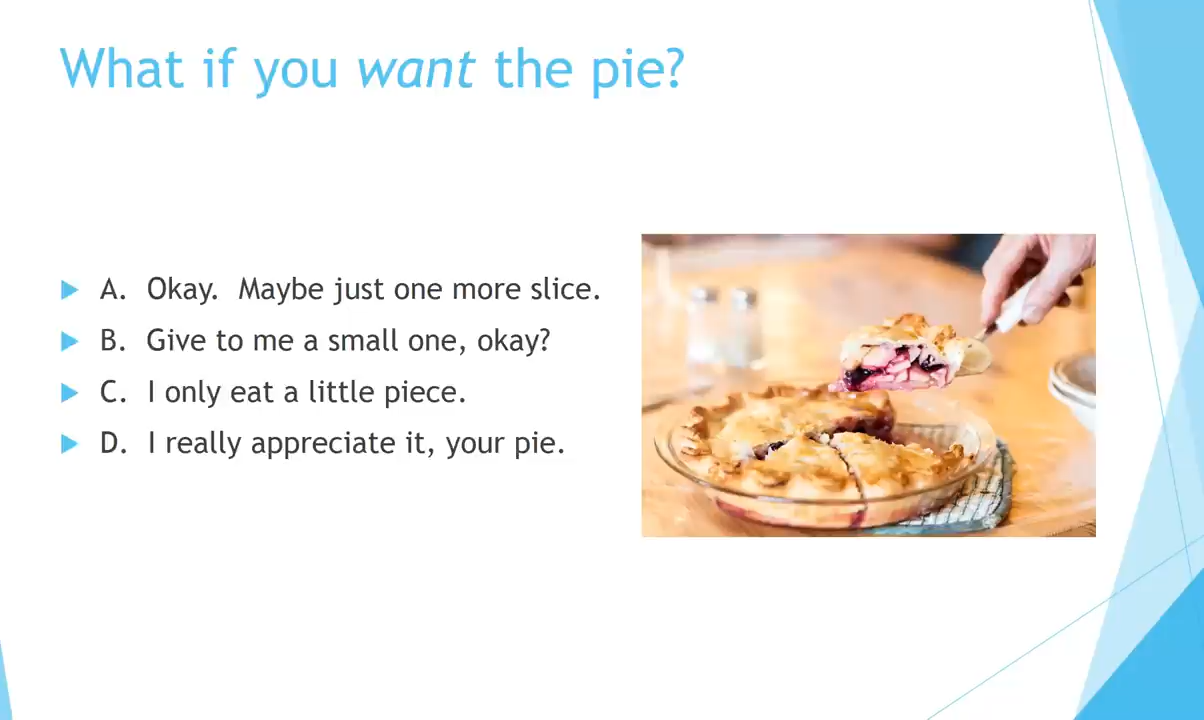 What if you want the pie?
A. Okay. Maybe just one more slice.
B. Give to me a small one, okay?
C. I only eat a little piece.
D. I really appreciate it, your pie.